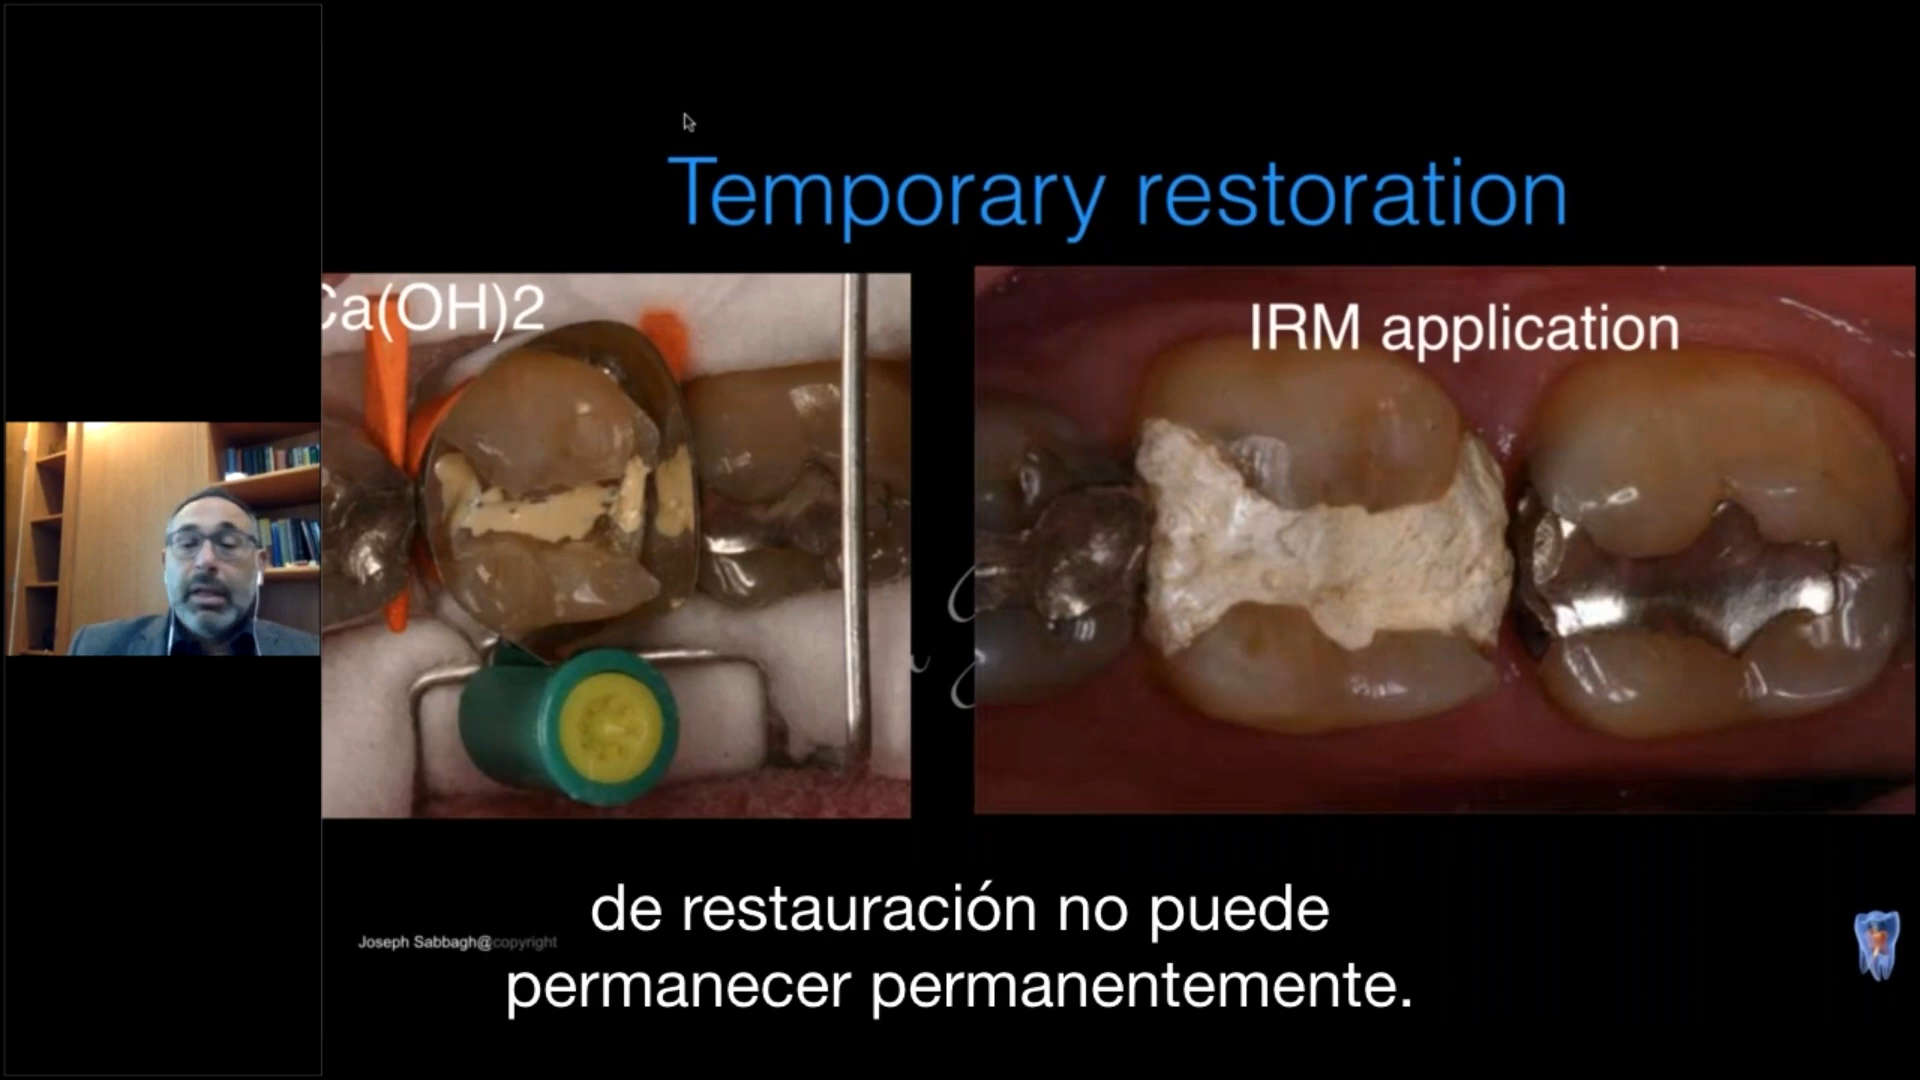 Temporary restoration
Ca(OH)2
IRM application
de restauración no puede
Joseph Sabbagh@copyright
permanecer permanentemente.